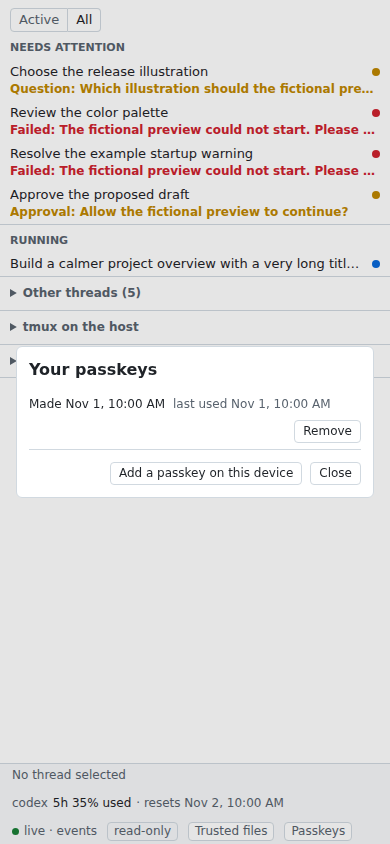 Active All
NEEDS ATTENTION
Choose the release illustration
Question: Which illustration should the fictional pre…
Review the color palette
Failed: The fictional preview could not start. Please …
Resolve the example startup warning
Failed: The fictional preview could not start. Please …
Approve the proposed draft
Approval: Allow the fictional preview to continue?
RUNNING
Build a calmer project overview with a very long titl…
Other threads (5)
tmux on the host
Your passkeys
Made Nov 1, 10:00 AM last used Nov 1, 10:00 AM
Remove
Add a passkey on this device Close
No thread selected
codex 5h 35% used · resets Nov 2, 10:00 AM
live · events read-only Trusted files Passkeys